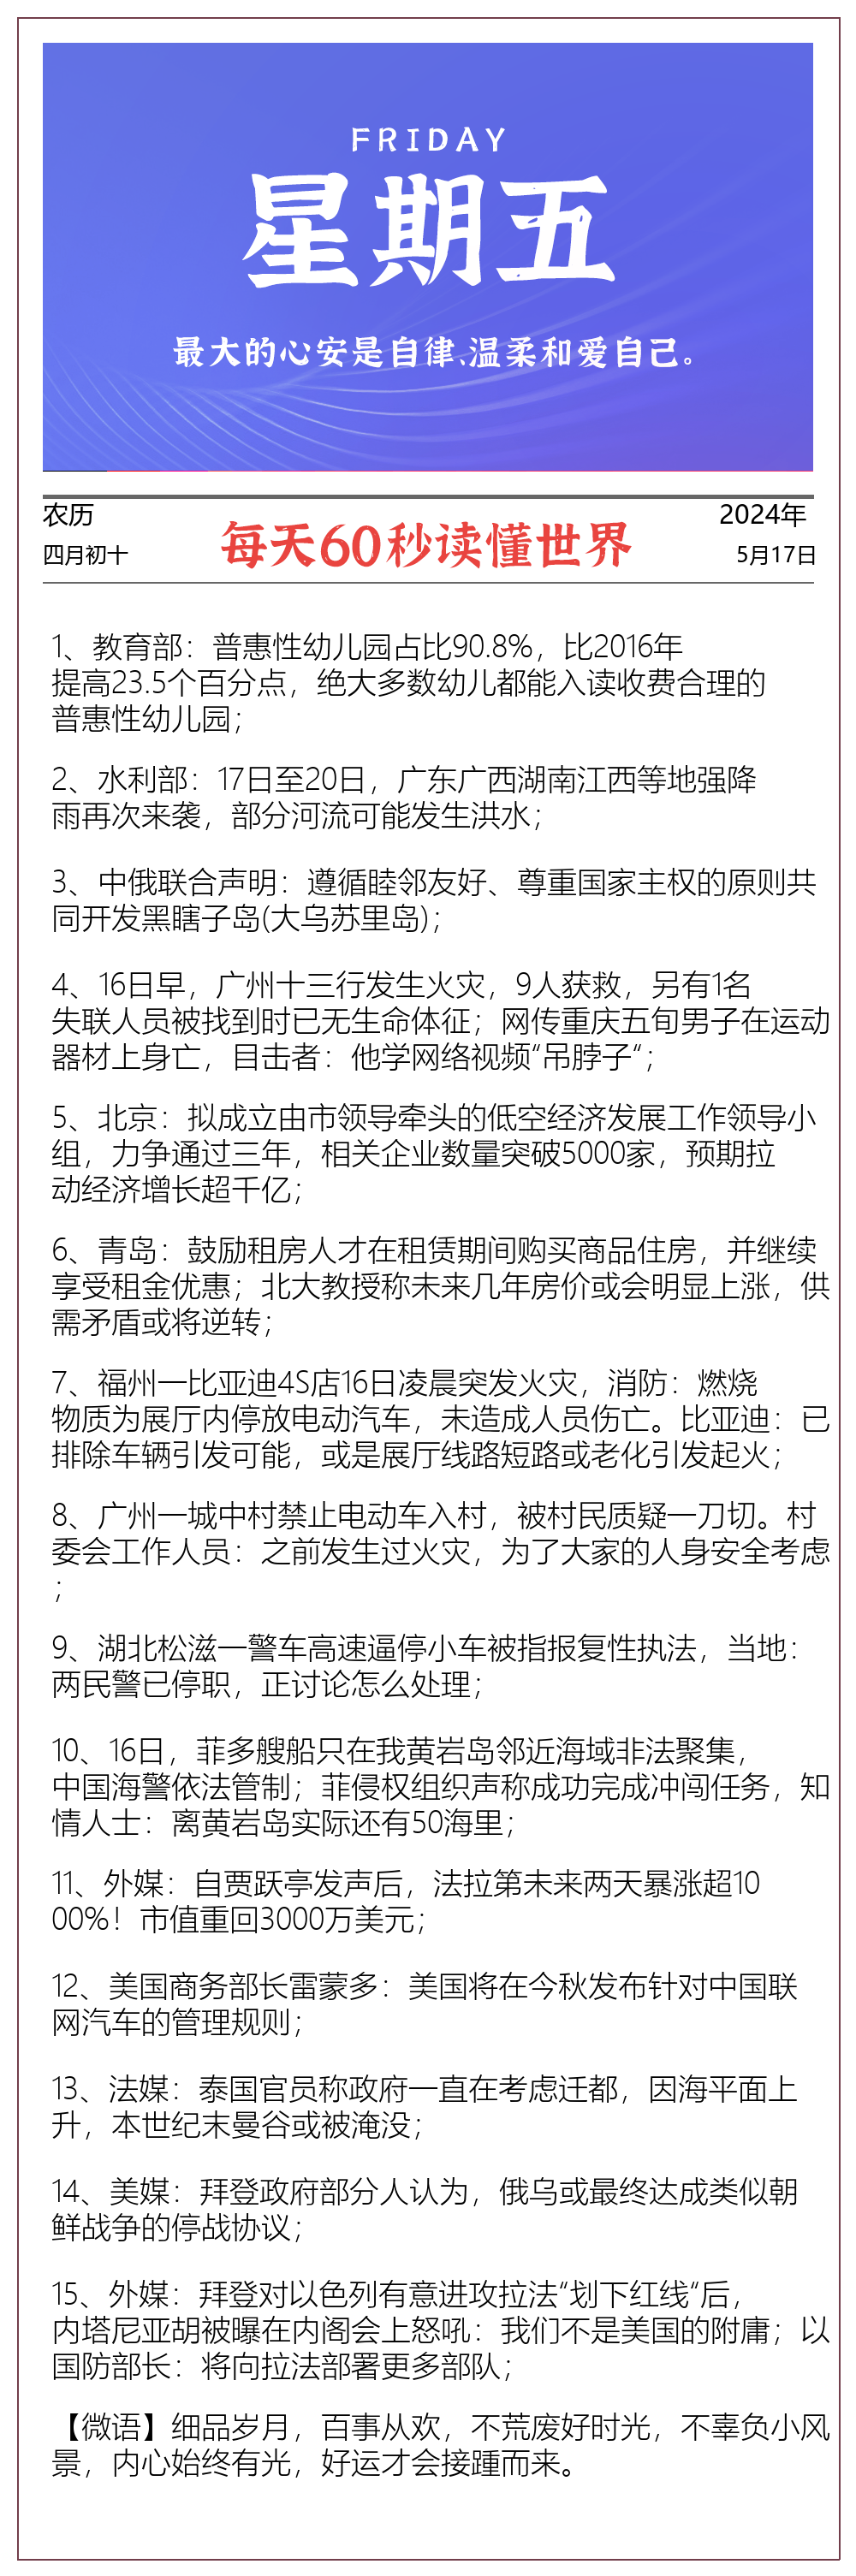 FRIDAY
星期五
最大的心安是自律、温柔和爱自己。
农历
2024年
每天60秒读懂世界
四月初十
5月17日
1、教育部：普惠性幼儿园占比90.8%，比2016年
提高23.5个百分点，绝大多数幼儿都能入读收费合理的
普惠性幼儿园；
2、水利部：17日至20日，广东广西湖南江西等地强降
雨再次来袭，部分河流可能发生洪水；
3、中俄联合声明：遵循睦邻友好、尊重国家主权的原则共
同开发黑瞎子岛(大乌苏里岛)；
4、16日早，广州十三行发生火灾，9人获救，另有1名
失联人员被找到时已无生命体征；网传重庆五旬男子在运动
器材上身亡，目击者：他学网络视频“吊脖子“；
5、北京：拟成立由市领导牵头的低空经济发展工作领导小
组，力争通过三年，相关企业数量突破5000家，预期拉
动经济增长超千亿；
6、青岛：鼓励租房人才在租赁期间购买商品住房，并继续
享受租金优惠；北大教授称未来几年房价或会明显上涨，供
需矛盾或将逆转；
7、福州一比亚迪4S店16日凌晨突发火灾，消防：燃烧
物质为展厅内停放电动汽车，未造成人员伤亡。比亚迪：已
排除车辆引发可能，或是展厅线路短路或老化引发起火；
8、广州一城中村禁止电动车入村，被村民质疑一刀切。村
委会工作人员：之前发生过火灾，为了大家的人身安全考虑
；
9、湖北松滋一警车高速逼停小车被指报复性执法，当地：
两民警已停职，正讨论怎么处理；
10、16日，菲多艘船只在我黄岩岛邻近海域非法聚集，
中国海警依法管制；菲侵权组织声称成功完成冲闯任务，知
情人士：离黄岩岛实际还有50海里；
11、外媒：自贾跃亭发声后，法拉第未来两天暴涨超10
00%！市值重回3000万美元；
12、美国商务部长雷蒙多：美国将在今秋发布针对中国联
网汽车的管理规则；
13、法媒：泰国官员称政府一直在考虑迁都，因海平面上
升，本世纪末曼谷或被淹没；
14、美媒：拜登政府部分人认为，俄乌或最终达成类似朝
鲜战争的停战协议；
15、外媒：拜登对以色列有意进攻拉法“划下红线“后，
内塔尼亚胡被曝在内阁会上怒吼：我们不是美国的附庸；以
国防部长：将向拉法部署更多部队；
【微语】细品岁月，百事从欢，不荒废好时光，不辜负小风
景，内心始终有光，好运才会接踵而来。